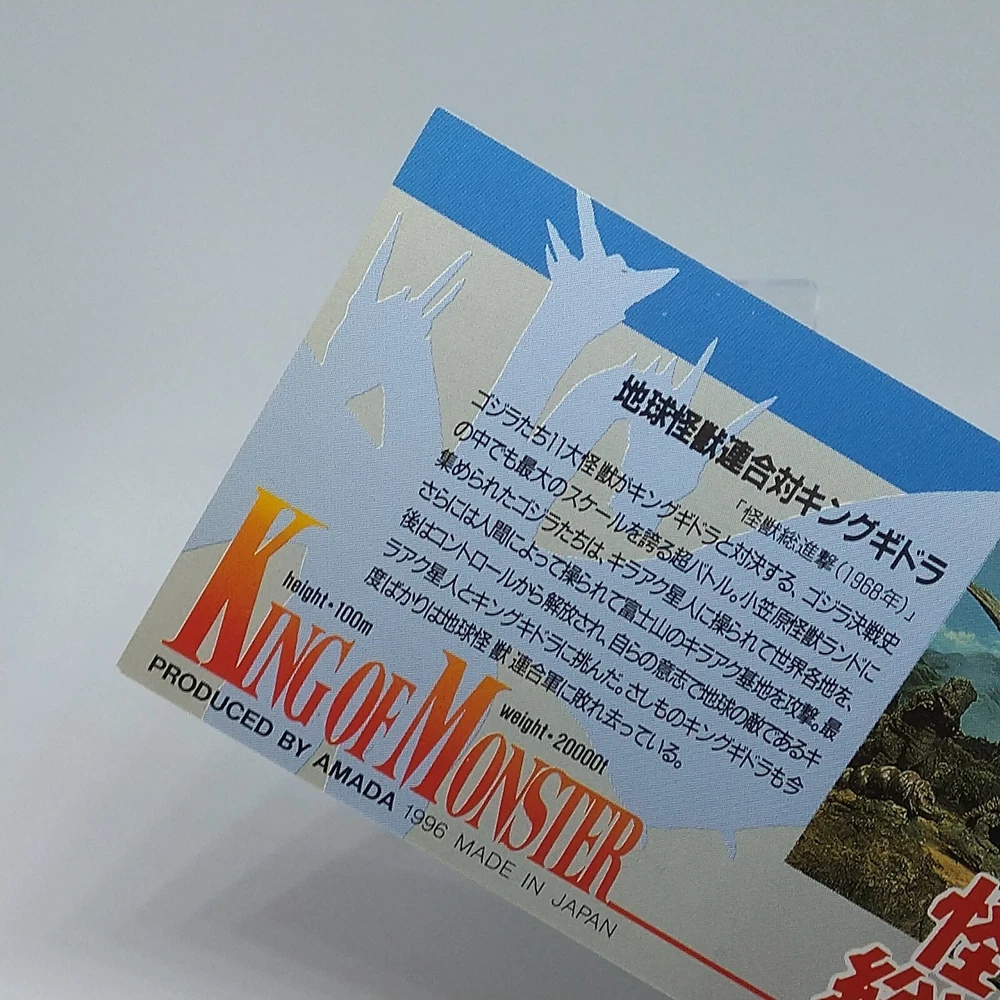 地球怪獣連合対キングギドラ
「怪獣総進撃(1968年)」
ゴジラたち11大怪獣がキングギドラと対決する、ゴジラ決戦史
の中でも最大のスケールを誇る超バトル。小笠原怪獣ランドに
集められたゴジラたちは、キラアク星人に操られて世界各地を、
さらには人間によって操られて富士山のキラアク基地を攻撃。最
後はコントロールから解放され、自らの意志で地球の敵であるキ
ラアク星人とキングギドラに挑んだ。さしものキングギドラも今
度ばかりは地球怪獣連合軍に敗れ去っている。
height・100m
weight・20000t
KING OF MONSTER
PRODUCED BY AMADA 1996 MADE IN JAPAN
怪
総